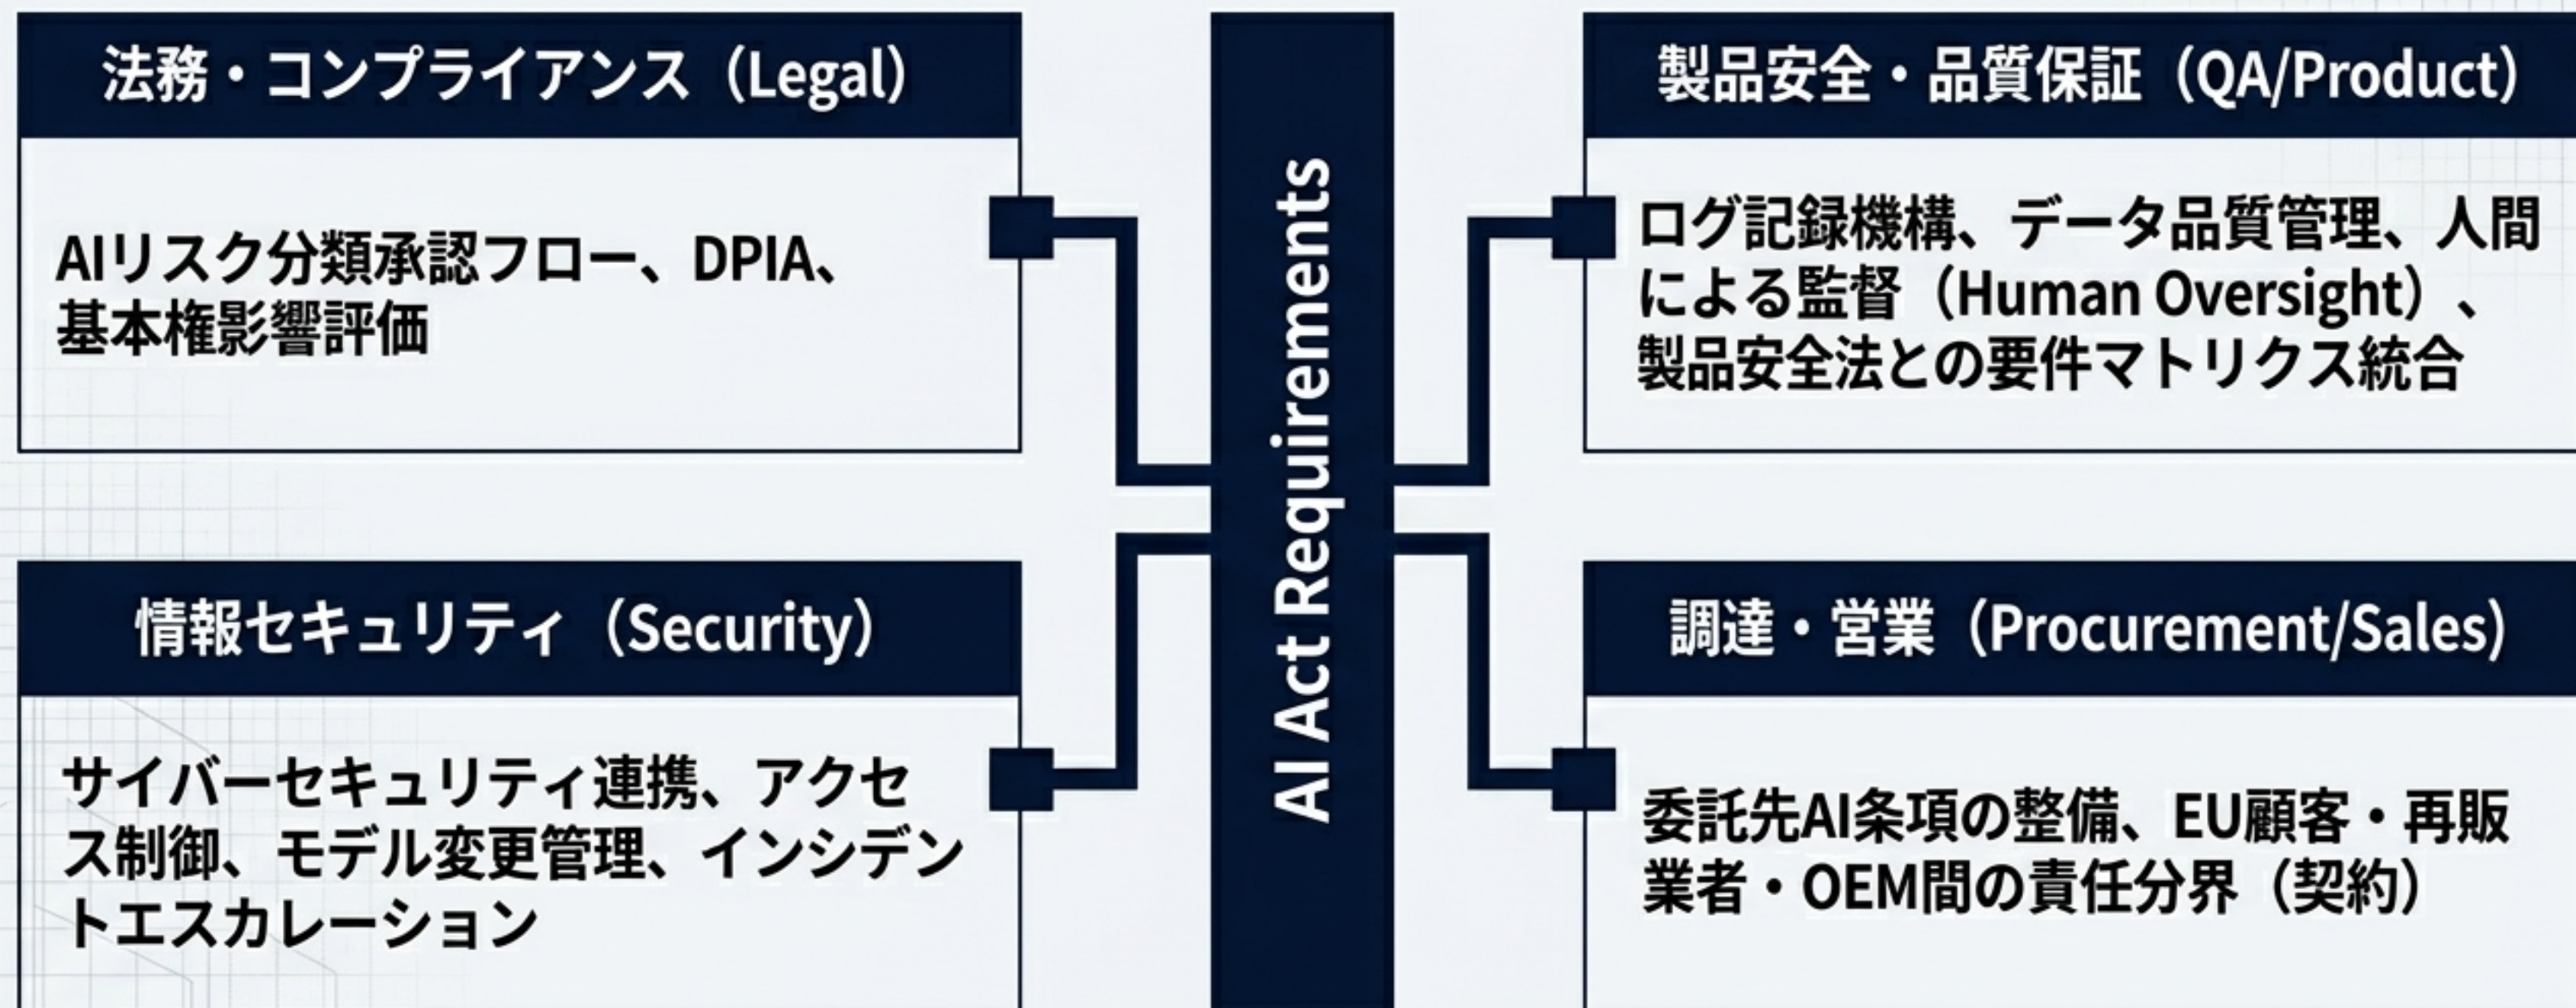 法務・コンプライアンス（Legal）
AIリスク分類承認フロー、DPIA、
基本権影響評価
情報セキュリティ（Security）
サイバーセキュリティ連携、アクセ
ス制御、モデル変更管理、インシデン
トエスカレーション
AI Act Requirements
製品安全・品質保証（QA/Product）
ログ記録機構、データ品質管理、人間
による監督（Human Oversight）、
製品安全法との要件マトリクス統合
調達・営業（Procurement/Sales)
委託先AI条項の整備、EU顧客・再販
業者・OEM間の責任分界（契約）